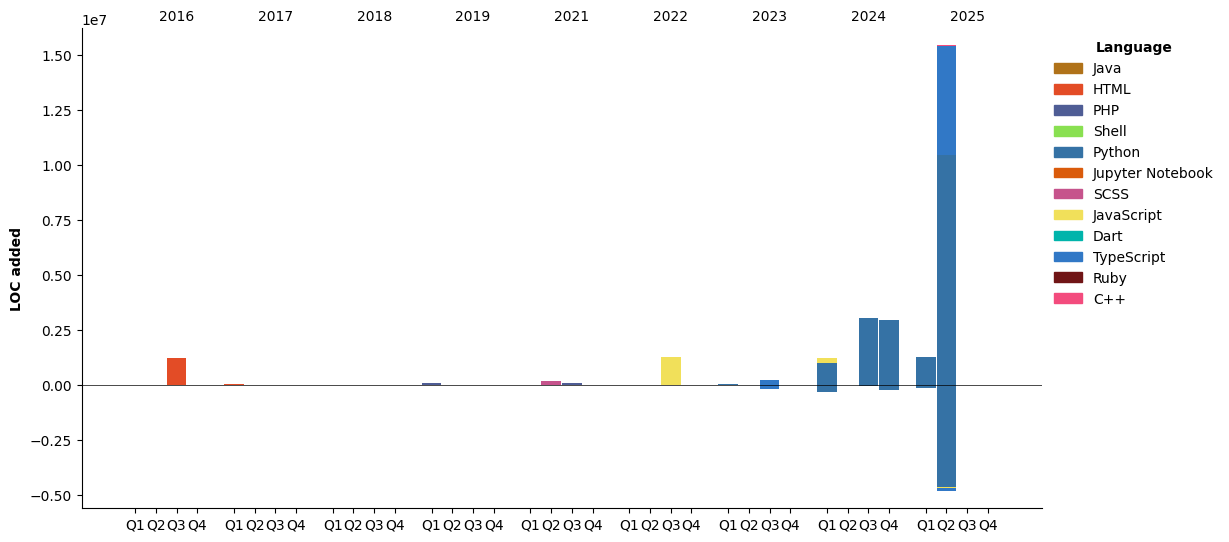 2016 2017 2018 2019 2021 2022 2023 2024 2025
1e7
1.50
1.25
1.00
0.75
0.50
0.25
0.00
−0.25
−0.50
LOC added
Q1 Q2 Q3 Q4 Q1 Q2 Q3 Q4 Q1 Q2 Q3 Q4 Q1 Q2 Q3 Q4 Q1 Q2 Q3 Q4 Q1 Q2 Q3 Q4 Q1 Q2 Q3 Q4 Q1 Q2 Q3 Q4 Q1 Q2 Q3 Q4
Language
Java
HTML
PHP
Shell
Python
Jupyter Notebook
SCSS
JavaScript
Dart
TypeScript
Ruby
C++